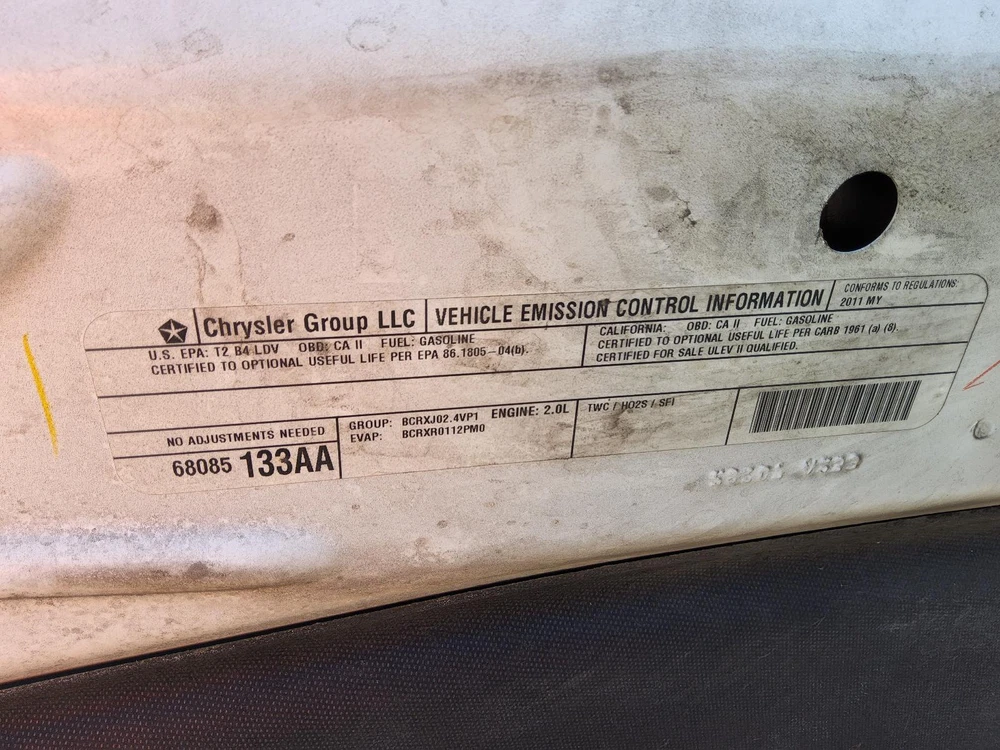 Chrysler Group LLC
VEHICLE EMISSION CONTROL INFORMATION
CONFORMS TO REGULATIONS:
2011 MY
U.S. EPA: T2 B4 LDV OBD: CA II FUEL: GASOLINE
CERTIFIED TO OPTIONAL USEFUL LIFE PER EPA 86.1805-04(b).
CALIFORNIA: OBD: CA II FUEL: GASOLINE
CERTIFIED TO OPTIONAL USEFUL LIFE PER CARB 1961 (a) (8).
CERTIFIED FOR SALE ULEV II QUALIFIED.
NO ADJUSTMENTS NEEDED
68085 133AA
GROUP: BCRXJ02.4VP1 ENGINE: 2.0L
EVAP: BCRXR0112PM0
TWC / HO2S / SFI